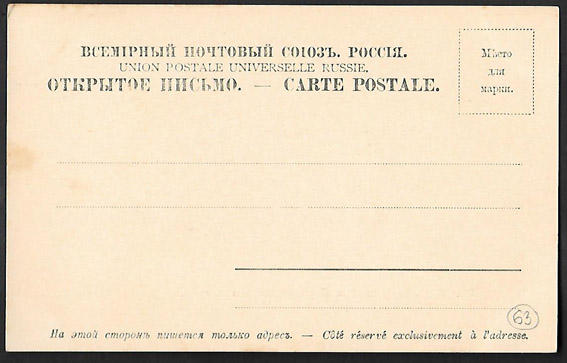 ВСЕМІРНЫЙ ПОЧТОВЫЙ СОЮЗЪ. РОССІЯ.
UNION POSTALE UNIVERSELLE RUSSIE.
ОТКРЫТОЕ ПИСЬМО. — CARTE POSTALE.
Мѣсто
для
марки.
63
На этой сторонѣ пишется только адресъ. — Côté réservé exclusivement à l'adresse.